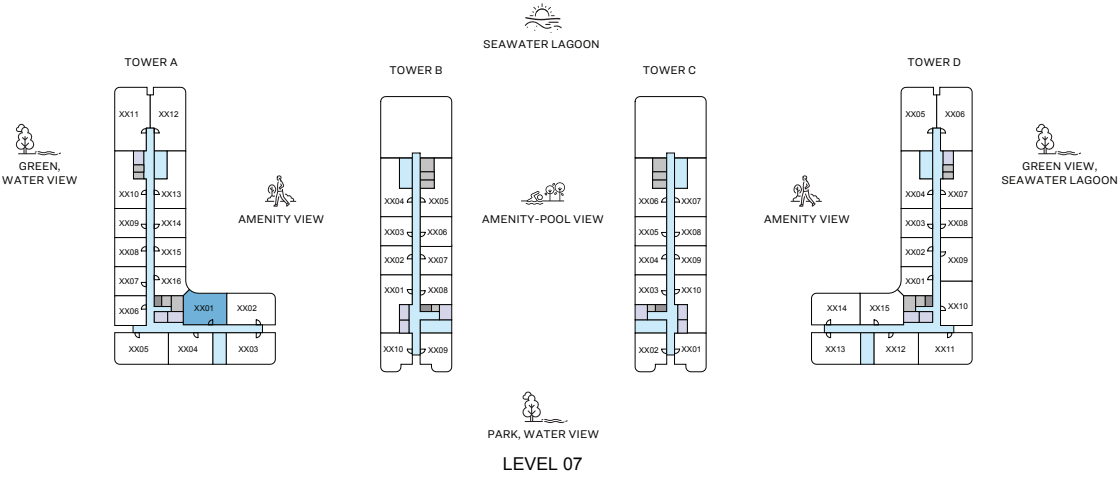 SEAWATER LAGOON
TOWER A
TOWER B
TOWER C
TOWER D
XX11
XX12
XX10
XX13
XX09
XX14
XX08
XX15
XX07
XX16
XX06
XX01
XX02
XX05
XX04
XX03
XX04
XX05
XX03
XX06
XX02
XX07
XX01
XX08
XX10
XX09
XX06
XX07
XX05
XX08
XX04
XX09
XX03
XX10
XX02
XX01
XX05
XX06
XX04
XX07
XX03
XX08
XX02
XX09
XX01
XX10
XX14
XX15
XX13
XX12
XX11
GREEN,
WATER VIEW
AMENITY VIEW
AMENITY-POOL VIEW
AMENITY VIEW
GREEN VIEW,
SEAWATER LAGOON
PARK, WATER VIEW
LEVEL 07